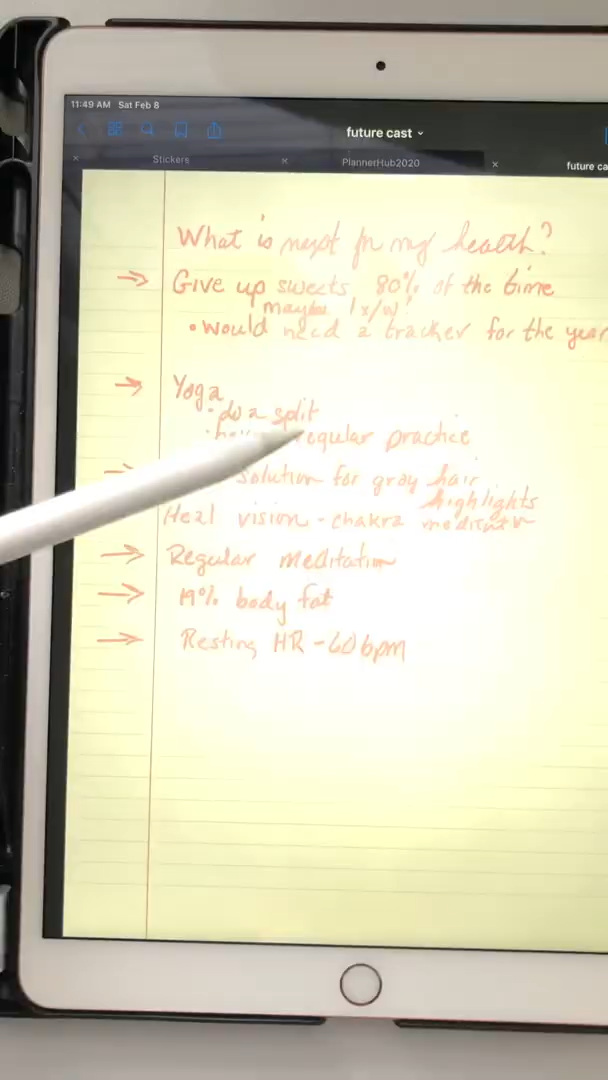 11:49 AM Sat Feb 8
future cast
Stickers
PlannerHub2020
future ca
What is next for my health?
Give up sweets 80% of the time
maybe 1x/w!
• Would need a tracker for the year
Yoga
• do a split
regular practice
solution for gray hair
highlights
Heal vision - chakra
Regular meditation
19% body fat
Resting HR - 60 bpm